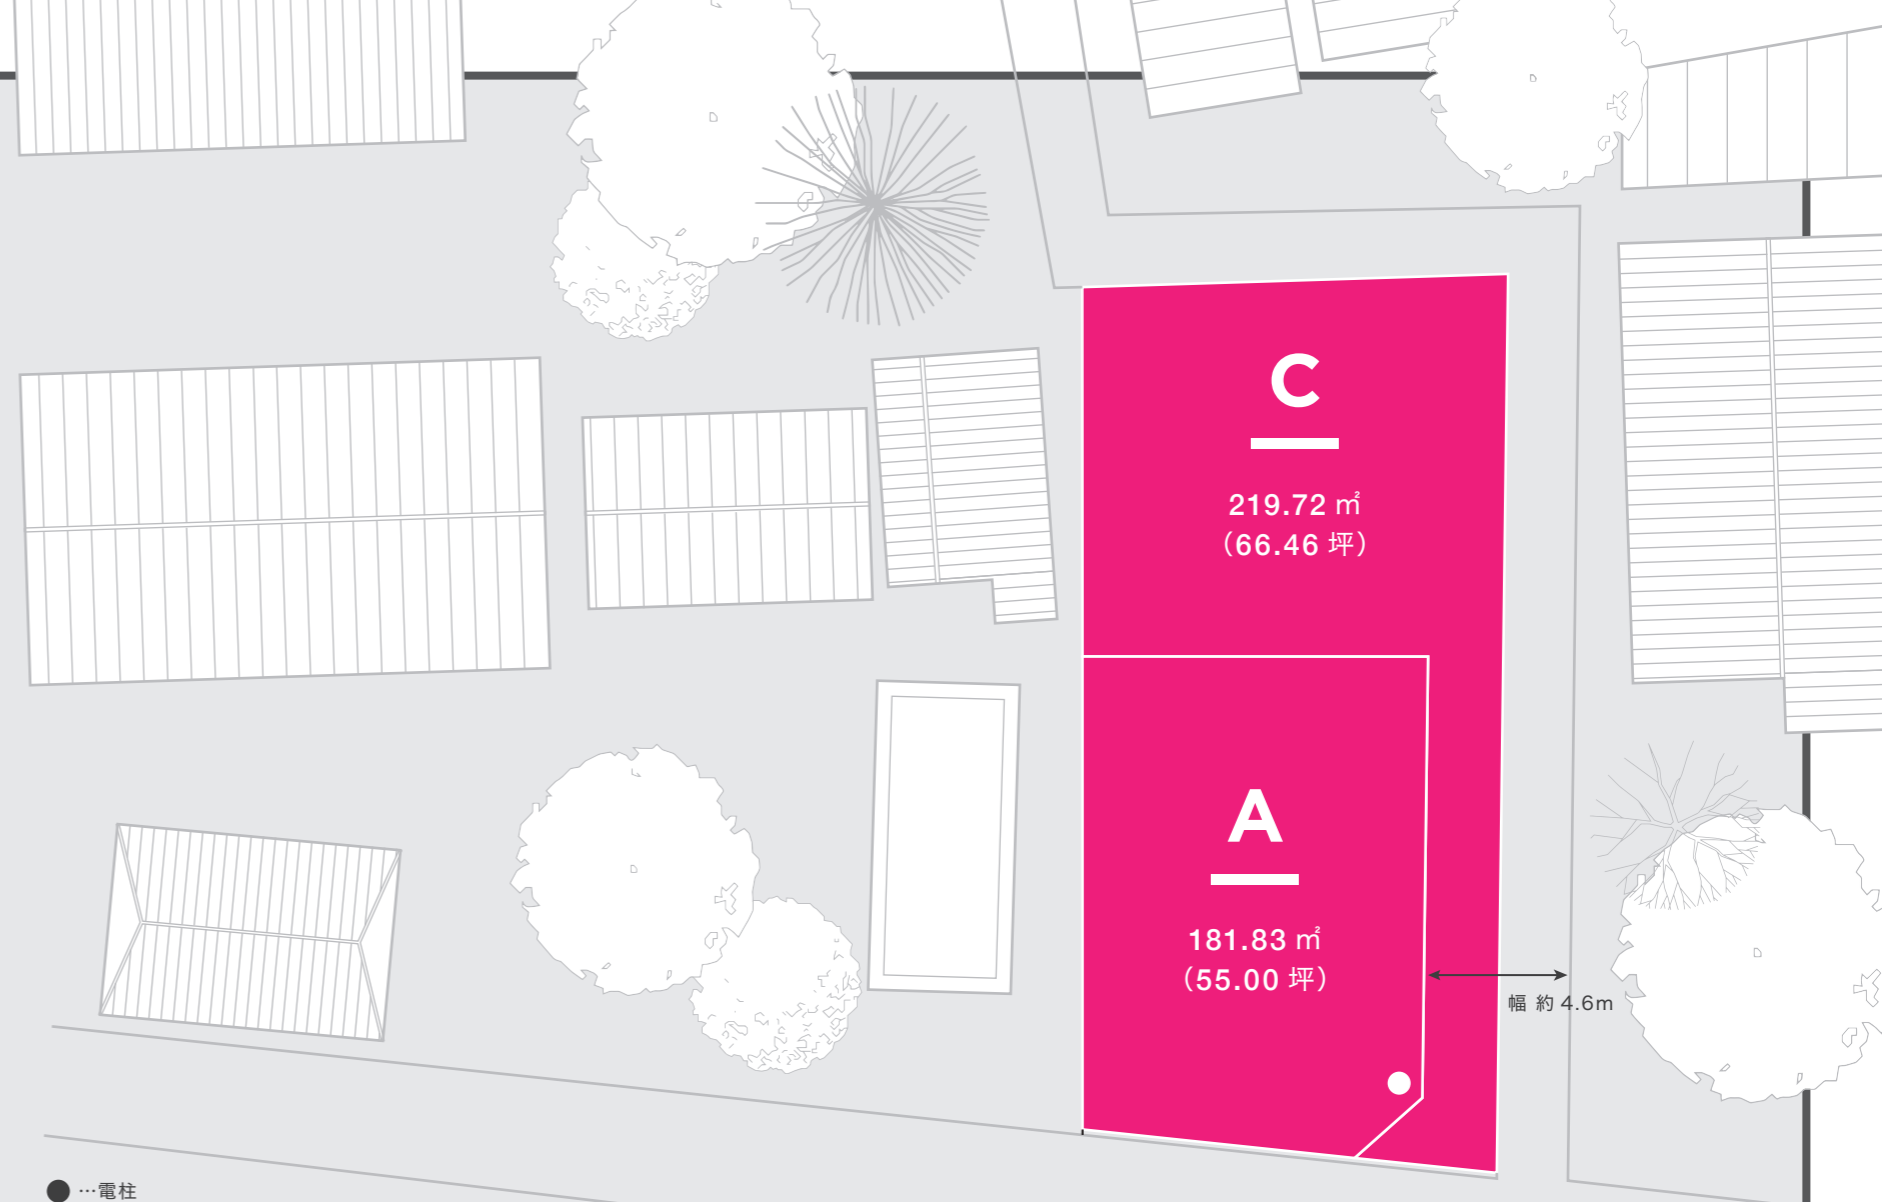 C
219.72 ㎡
（66.46 坪）
A
181.83 ㎡
（55.00 坪）
幅 約 4.6m
●…電柱